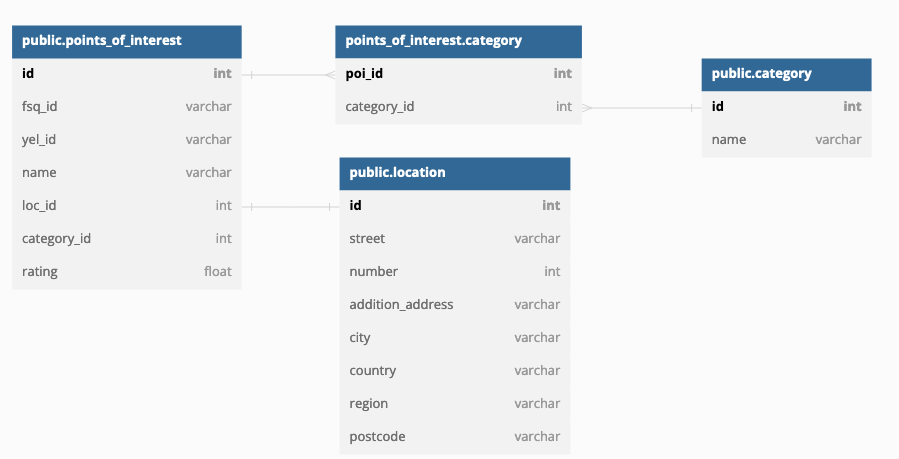 public.points_of_interest
id int
fsq_id varchar
yel_id varchar
name varchar
loc_id int
category_id int
rating float
points_of_interest.category
poi_id int
category_id int
public.category
id int
name varchar
public.location
id int
street varchar
number int
addition_address varchar
city varchar
country varchar
region varchar
postcode varchar